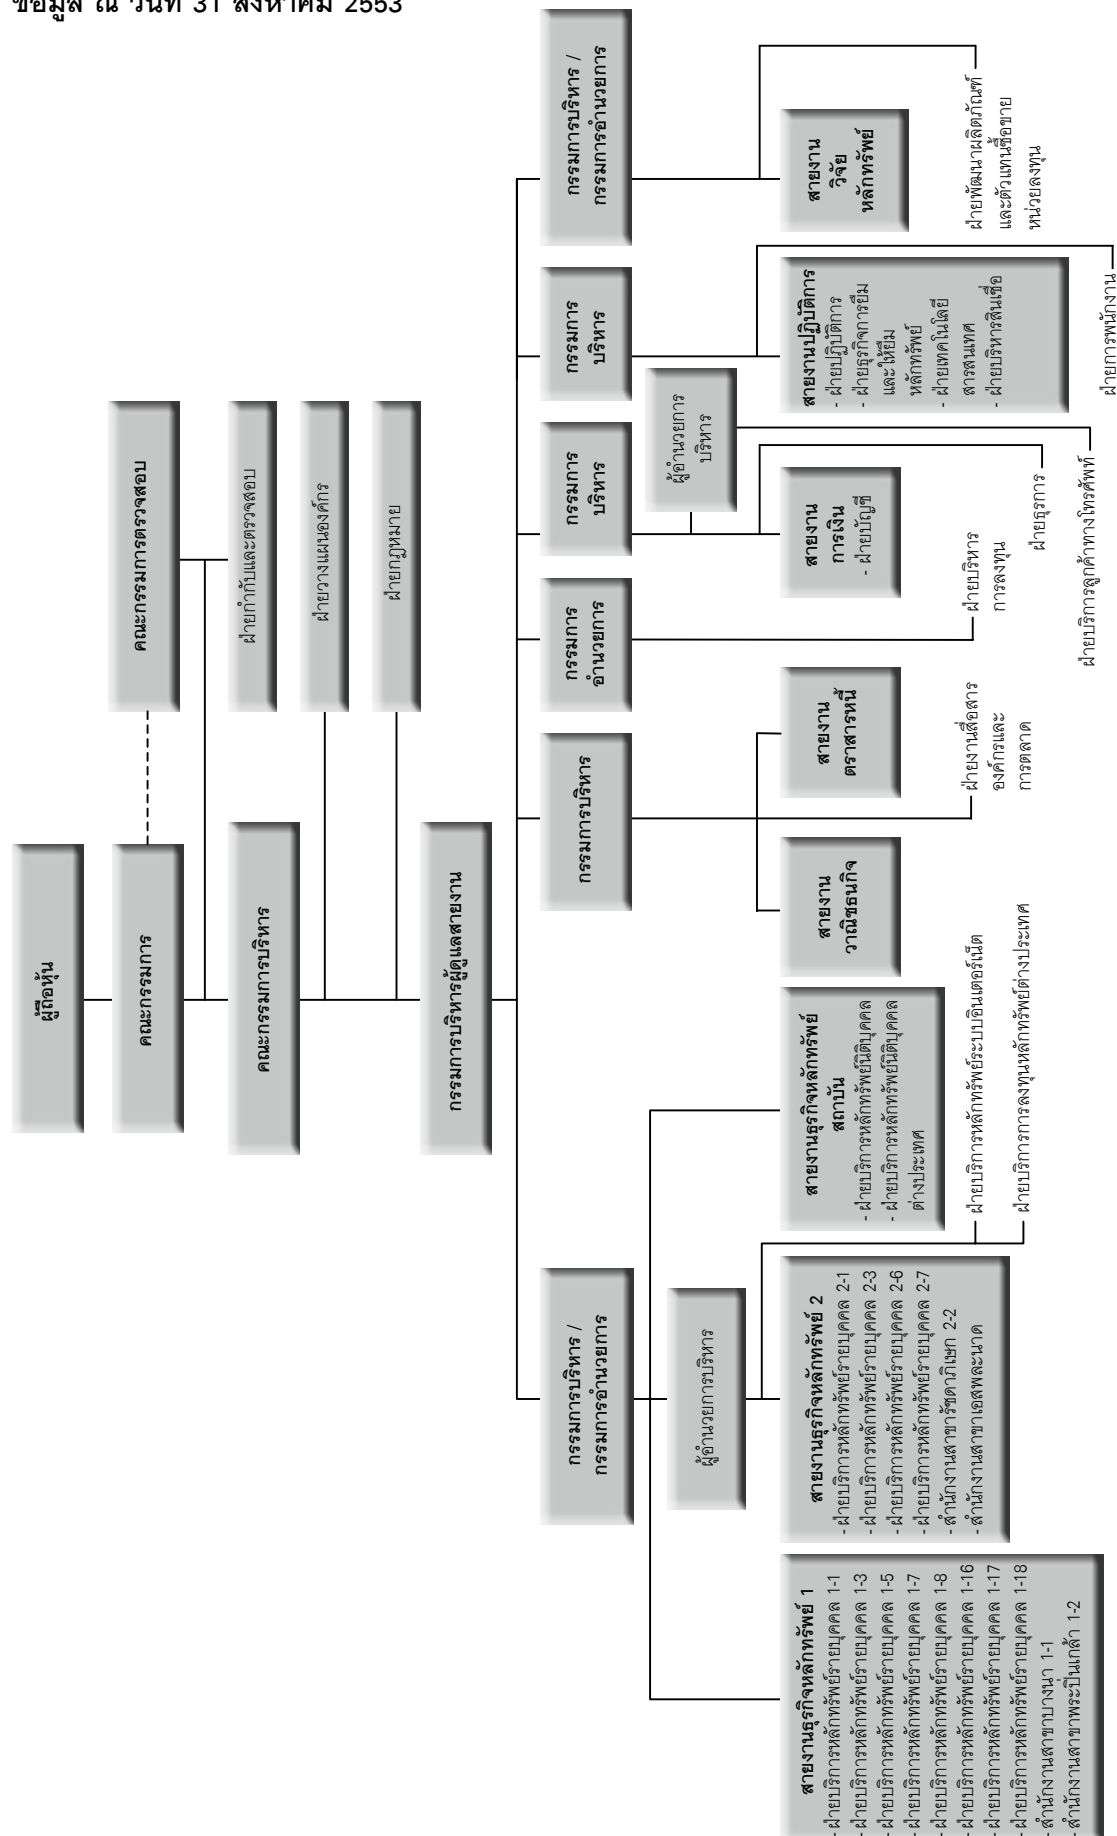 ข้อมูล ณ วันที่ 31 สิงหาคม 2553
ผู้ถือหุ้น
คณะกรรมการ
คณะกรรมการตรวจสอบ
ฝ่ายกำกับและตรวจสอบ
คณะกรรมการบริหาร
ฝ่ายวางแผนองค์กร
ฝ่ายกฎหมาย
กรรมการบริหารผู้ดูแลสายงาน
กรรมการบริหาร /
กรรมการอำนวยการ
กรรมการบริหาร
กรรมการ
อำนวยการ
กรรมการ
บริหาร
กรรมการ
บริหาร
กรรมการบริหาร /
กรรมการอำนวยการ
ผู้อำนวยการบริหาร
ผู้อำนวยการ
บริหาร
สายงานธุรกิจหลักทรัพย์ 1
- ฝ่ายบริการหลักทรัพย์รายบุคคล 1-1
- ฝ่ายบริการหลักทรัพย์รายบุคคล 1-3
- ฝ่ายบริการหลักทรัพย์รายบุคคล 1-5
- ฝ่ายบริการหลักทรัพย์รายบุคคล 1-7
- ฝ่ายบริการหลักทรัพย์รายบุคคล 1-8
- ฝ่ายบริการหลักทรัพย์รายบุคคล 1-16
- ฝ่ายบริการหลักทรัพย์รายบุคคล 1-17
- ฝ่ายบริการหลักทรัพย์รายบุคคล 1-18
- สำนักงานสาขาบางนา 1-1
- สำนักงานสาขาพระปิ่นเกล้า 1-2
สายงานธุรกิจหลักทรัพย์ 2
- ฝ่ายบริการหลักทรัพย์รายบุคคล 2-1
- ฝ่ายบริการหลักทรัพย์รายบุคคล 2-3
- ฝ่ายบริการหลักทรัพย์รายบุคคล 2-6
- ฝ่ายบริการหลักทรัพย์รายบุคคล 2-7
- สำนักงานสาขารัชดาภิเษก 2-2
- สำนักงานสาขาเอสพละนาด
สายงานธุรกิจหลักทรัพย์
สถาบัน
- ฝ่ายบริการหลักทรัพย์นิติบุคคล
- ฝ่ายบริการหลักทรัพย์นิติบุคคล
ต่างประเทศ
ฝ่ายบริการหลักทรัพย์ระบบอินเตอร์เน็ต
ฝ่ายบริการการลงทุนหลักทรัพย์ต่างประเทศ
สายงาน
วาณิชธนกิจ
สายงาน
ตราสารหนี้
ฝ่ายงานสื่อสาร
องค์กรและ
การตลาด
ฝ่ายบริหาร
การลงทุน
สายงาน
การเงิน
- ฝ่ายบัญชี
ฝ่ายธุรการ
ฝ่ายบริการลูกค้าทางโทรศัพท์
สายงานปฏิบัติการ
- ฝ่ายปฏิบัติการ
- ฝ่ายธุรกิจการยืม
และให้ยืม
หลักทรัพย์
- ฝ่ายเทคโนโลยี
สารสนเทศ
- ฝ่ายบริหารสินเชื่อ
ฝ่ายการพนักงาน
สายงาน
วิจัย
หลักทรัพย์
ฝ่ายพัฒนาผลิตภัณฑ์
และตัวแทนซื้อขาย
หน่วยลงทุน